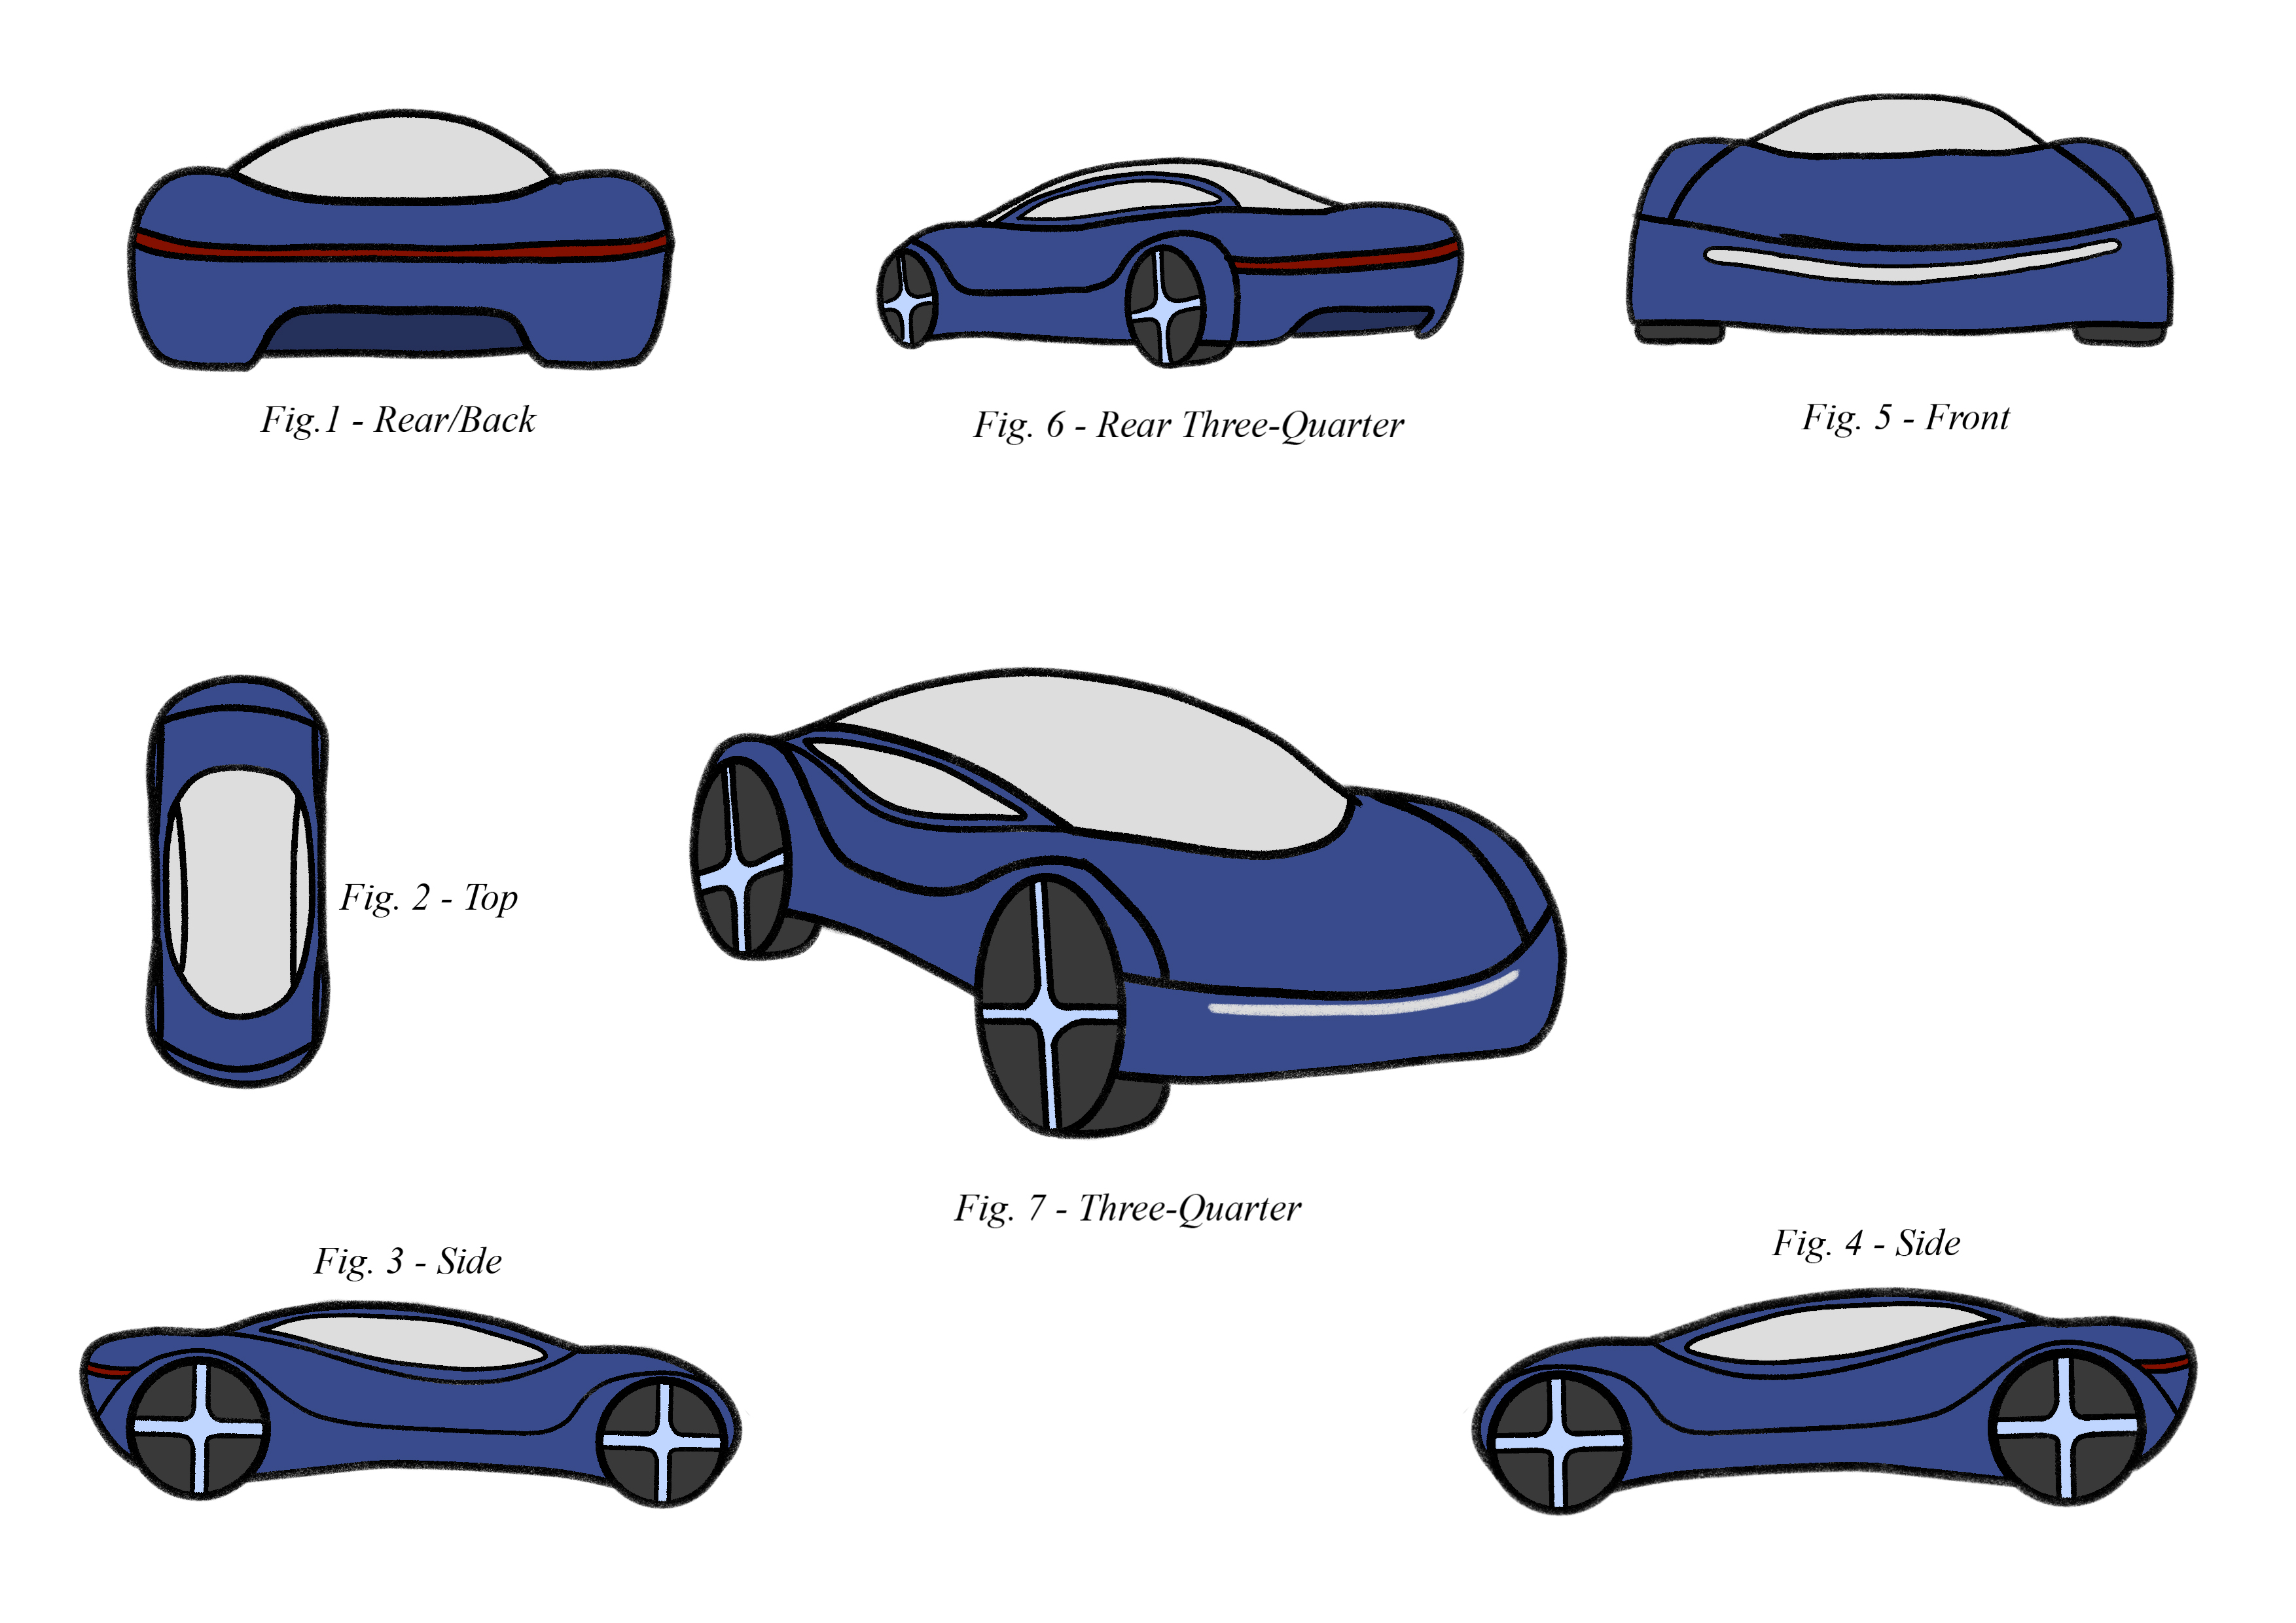 Fig.1 - Rear/Back
Fig. 6 - Rear Three-Quarter
Fig. 5 - Front
Fig. 2 - Top
Fig. 7 - Three-Quarter
Fig. 3 - Side
Fig. 4 - Side